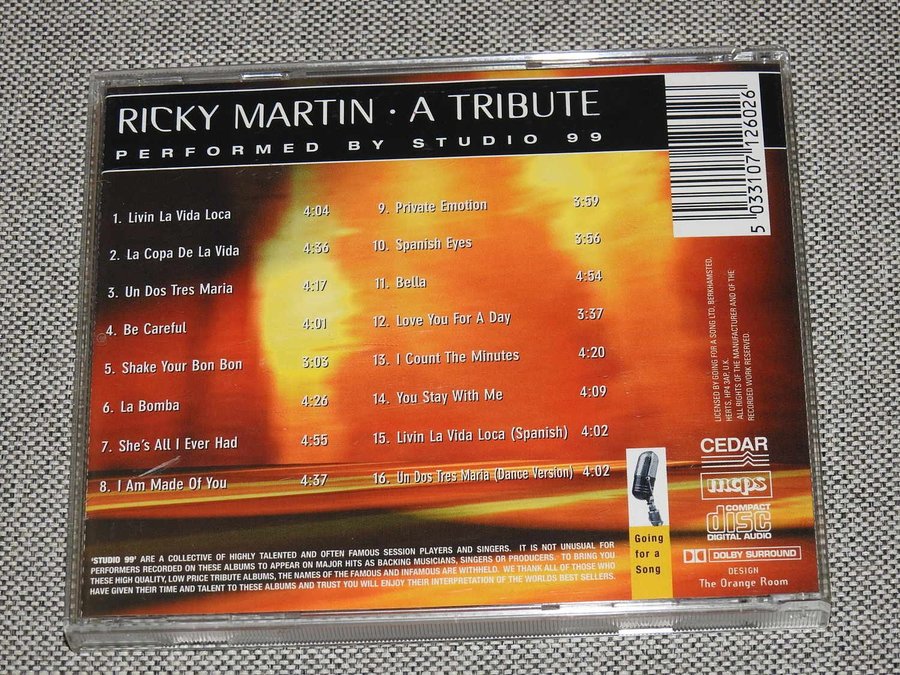 RICKY MARTIN · A TRIBUTE
PERFORMED BY STUDIO 99
1. Livin La Vida Loca 4:04
2. La Copa De La Vida 4:36
3. Un Dos Tres Maria 4:17
4. Be Careful 4:01
5. Shake Your Bon Bon 3:03
6. La Bomba 4:26
7. She's All I Ever Had 4:55
8. I Am Made Of You 4:37
9. Private Emotion 3:59
10. Spanish Eyes 3:56
11. Bella 4:54
12. Love You For A Day 3:37
13. I Count The Minutes 4:20
14. You Stay With Me 4:09
15. Livin La Vida Loca (Spanish) 4:02
16. Un Dos Tres Maria (Dance Version) 4:02
'STUDIO 99' ARE A COLLECTIVE OF HIGHLY TALENTED AND OFTEN FAMOUS SESSION PLAYERS AND SINGERS. IT IS NOT UNUSUAL FOR
PERFORMERS RECORDED ON THESE ALBUMS TO APPEAR ON MAJOR HITS AS BACKING MUSICIANS, SINGERS OR PRODUCERS. TO BRING YOU
THESE HIGH QUALITY, LOW PRICE TRIBUTE ALBUMS, THE NAMES OF THE FAMOUS AND INFAMOUS ARE WITHHELD. WE THANK ALL OF THOSE WHO
HAVE GIVEN THEIR TIME AND TALENT TO THESE ALBUMS AND TRUST YOU WILL ENJOY THEIR INTERPRETATION OF THE WORLDS BEST SELLERS.
Going
for a
Song
5 033107 126026
LICENSED BY GOING FOR A SONG LTD, BERKHAMSTED,
HERTS, HP4 3AP, U.K.
ALL RIGHTS OF THE MANUFACTURER AND OF THE
RECORDED WORK RESERVED.
CEDAR
mcps
COMPACT
disc
DIGITAL AUDIO
DOLBY SURROUND
DESIGN
The Orange Room